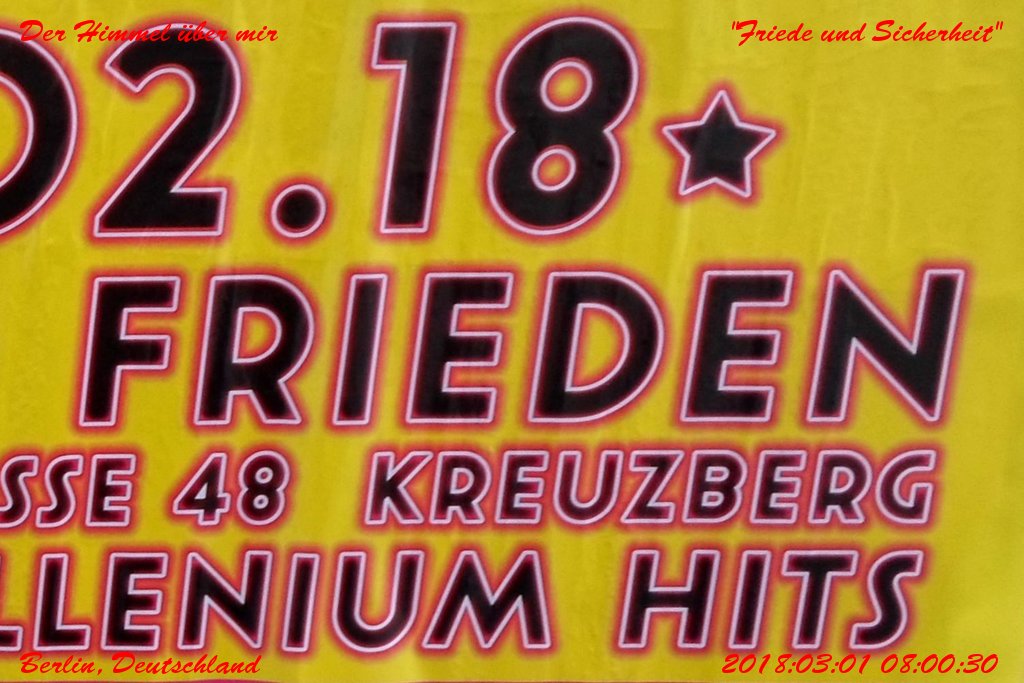 Der Himmel über mir "Friede und Sicherheit"
02.18
FRIEDEN
SSE 48 KREUZBERG
LLENIUM HITS
Berlin, Deutschland 2018:03:01 08:00:30